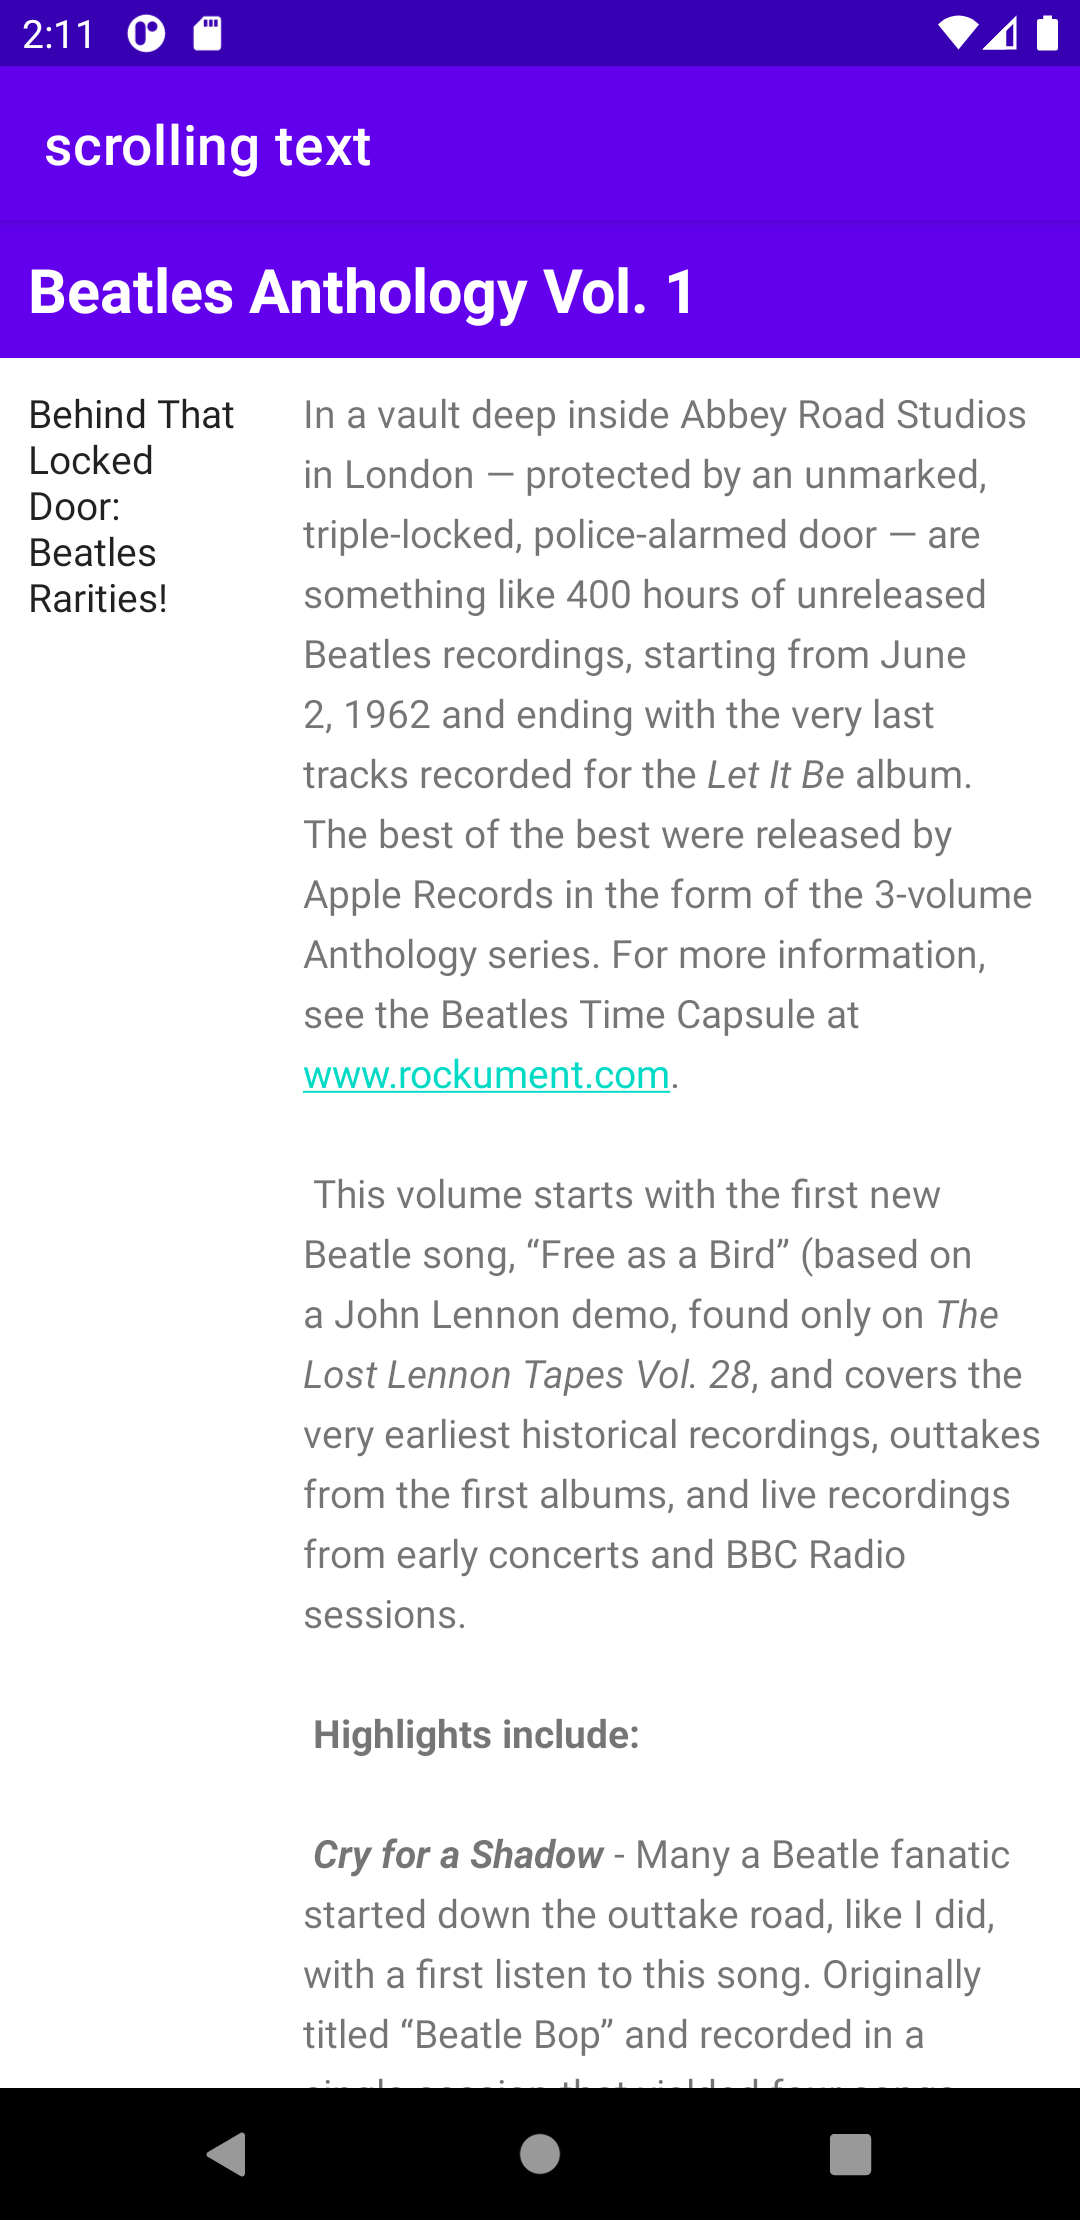 2:11
scrolling text
Beatles Anthology Vol. 1
Behind That
Locked
Door:
Beatles
Rarities!
In a vault deep inside Abbey Road Studios
in London — protected by an unmarked,
triple-locked, police-alarmed door — are
something like 400 hours of unreleased
Beatles recordings, starting from June
2, 1962 and ending with the very last
tracks recorded for the Let It Be album.
The best of the best were released by
Apple Records in the form of the 3-volume
Anthology series. For more information,
see the Beatles Time Capsule at
www.rockument.com.
This volume starts with the first new
Beatle song, “Free as a Bird” (based on
a John Lennon demo, found only on The
Lost Lennon Tapes Vol. 28, and covers the
very earliest historical recordings, outtakes
from the first albums, and live recordings
from early concerts and BBC Radio
sessions.
Highlights include:
Cry for a Shadow - Many a Beatle fanatic
started down the outtake road, like I did,
with a first listen to this song. Originally
titled “Beatle Bop” and recorded in a